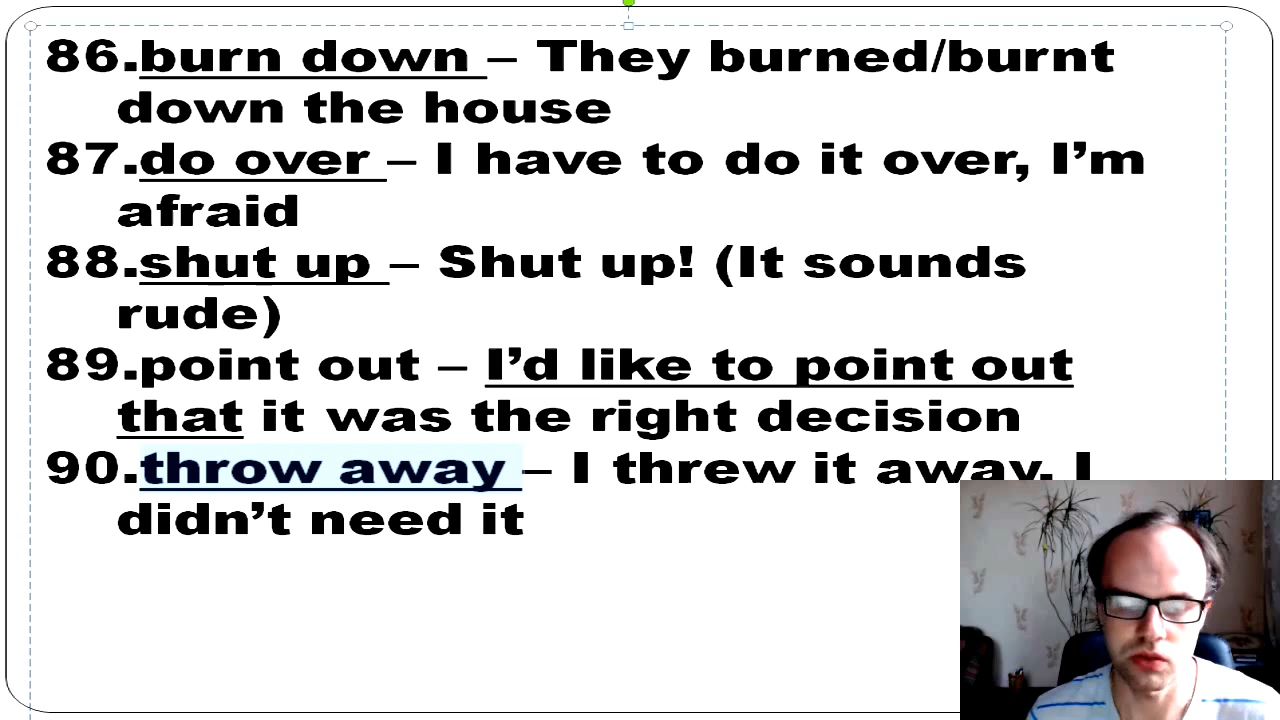 86.burn down – They burned/burnt
down the house
87.do over – I have to do it over, I’m
afraid
88.shut up – Shut up! (It sounds
rude)
89.point out – I’d like to point out
that it was the right decision
90.throw away – I threw it away. I
didn’t need it